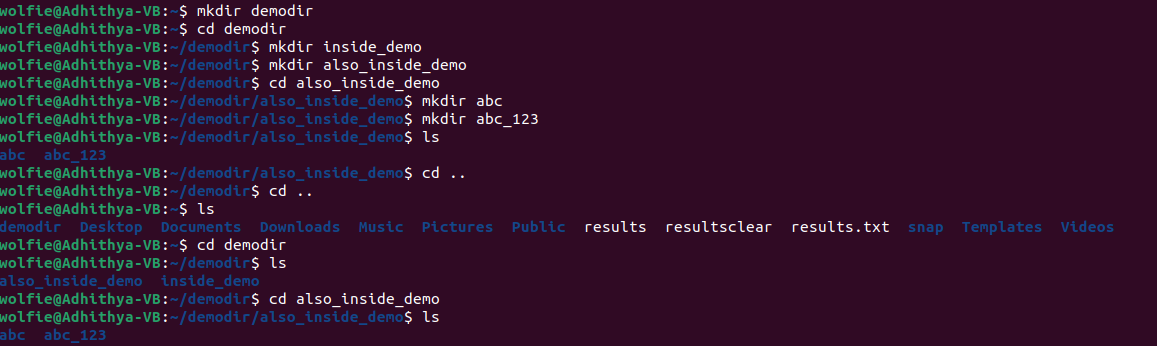 wolfie@Adhithya-VB:~$ mkdir demodir
wolfie@Adhithya-VB:~$ cd demodir
wolfie@Adhithya-VB:~/demodir$ mkdir inside_demo
wolfie@Adhithya-VB:~/demodir$ mkdir also_inside_demo
wolfie@Adhithya-VB:~/demodir$ cd also_inside_demo
wolfie@Adhithya-VB:~/demodir/also_inside_demo$ mkdir abc
wolfie@Adhithya-VB:~/demodir/also_inside_demo$ mkdir abc_123
wolfie@Adhithya-VB:~/demodir/also_inside_demo$ ls
abc  abc_123
wolfie@Adhithya-VB:~/demodir/also_inside_demo$ cd ..
wolfie@Adhithya-VB:~/demodir$ cd ..
wolfie@Adhithya-VB:~$ ls
demodir  Desktop  Documents  Downloads  Music  Pictures  Public  results  resultsclear  results.txt  snap  Templates  Videos
wolfie@Adhithya-VB:~$ cd demodir
wolfie@Adhithya-VB:~/demodir$ ls
also_inside_demo  inside_demo
wolfie@Adhithya-VB:~/demodir$ cd also_inside_demo
wolfie@Adhithya-VB:~/demodir/also_inside_demo$ ls
abc  abc_123